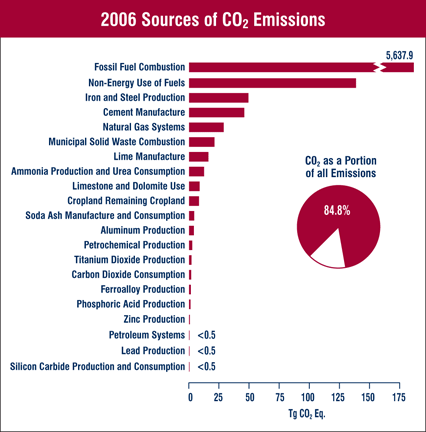 2006 Sources of CO₂ Emissions
5,637.9
Fossil Fuel Combustion
Non-Energy Use of Fuels
Iron and Steel Production
Cement Manufacture
Natural Gas Systems
Municipal Solid Waste Combustion
Lime Manufacture
Ammonia Production and Urea Consumption
Limestone and Dolomite Use
Cropland Remaining Cropland
Soda Ash Manufacture and Consumption
Aluminum Production
Petrochemical Production
Titanium Dioxide Production
Carbon Dioxide Consumption
Ferroalloy Production
Phosphoric Acid Production
Zinc Production
Petroleum Systems <0.5
Lead Production <0.5
Silicon Carbide Production and Consumption <0.5
CO₂ as a Portion
of all Emissions
84.8%
0 25 50 75 100 125 150 175
Tg CO₂ Eq.